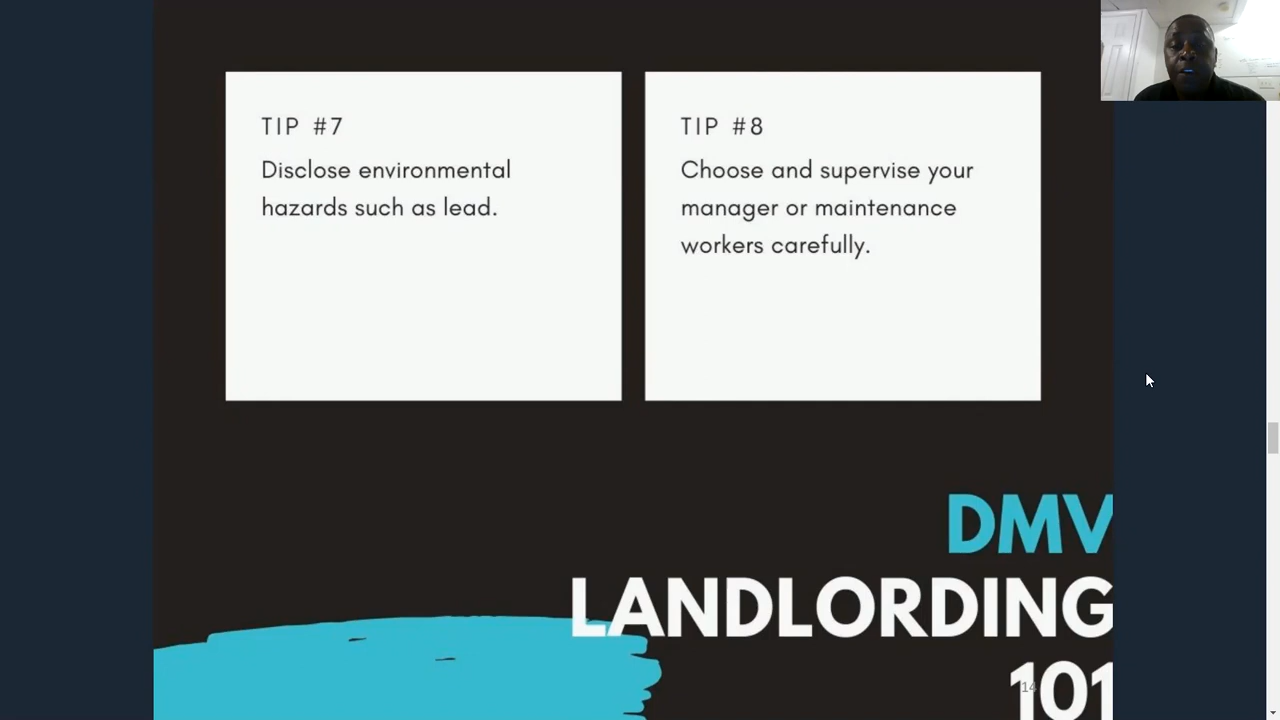 TIP #7
Disclose environmental
hazards such as lead.
TIP #8
Choose and supervise your
manager or maintenance
workers carefully.
DMV
LANDLORDING
101
14